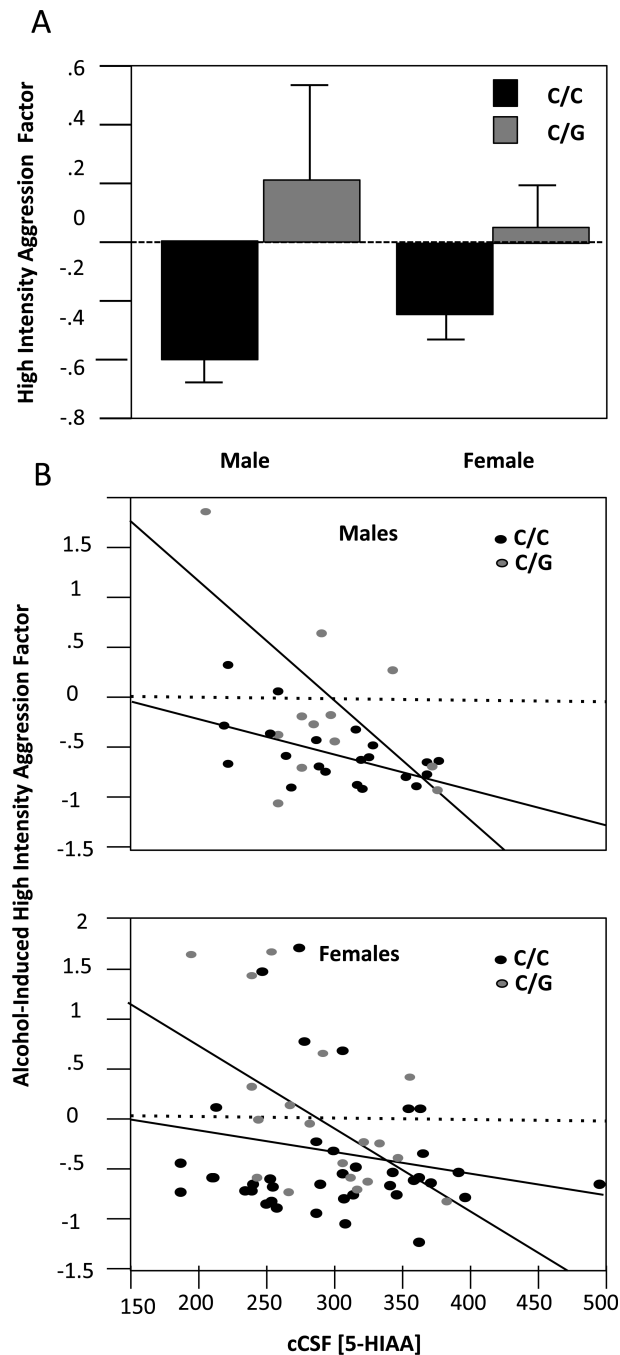 A
High Intensity Aggression Factor
.6
.4
.2
0
-.2
-.4
-.6
-.8
C/C
C/G
Male Female
B
Alcohol-Induced High Intensity Aggression Factor
Males
C/C
C/G
1.5
1
.5
0
-.5
-1
-1.5
Females
C/C
C/G
2
1.5
1
.5
0
-.5
-1
-1.5
150 200 250 300 350 400 450 500
cCSF [5-HIAA]